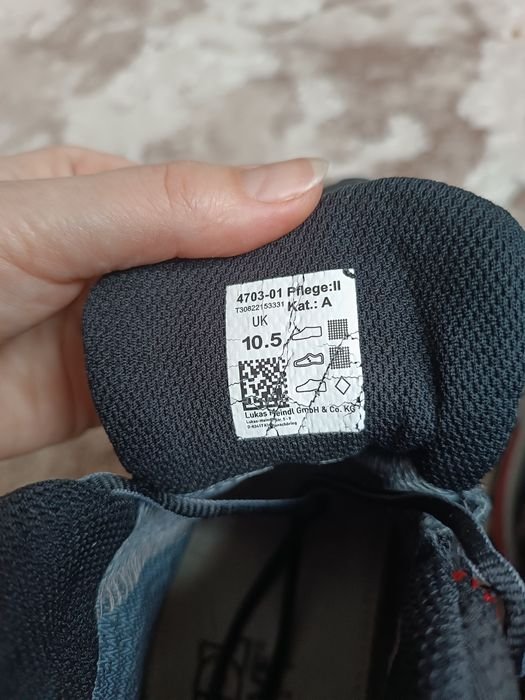 4703-01 Pflege:II
T30822153331 Kat.: A
UK
10.5
Lukas Meindl GmbH & Co. KG